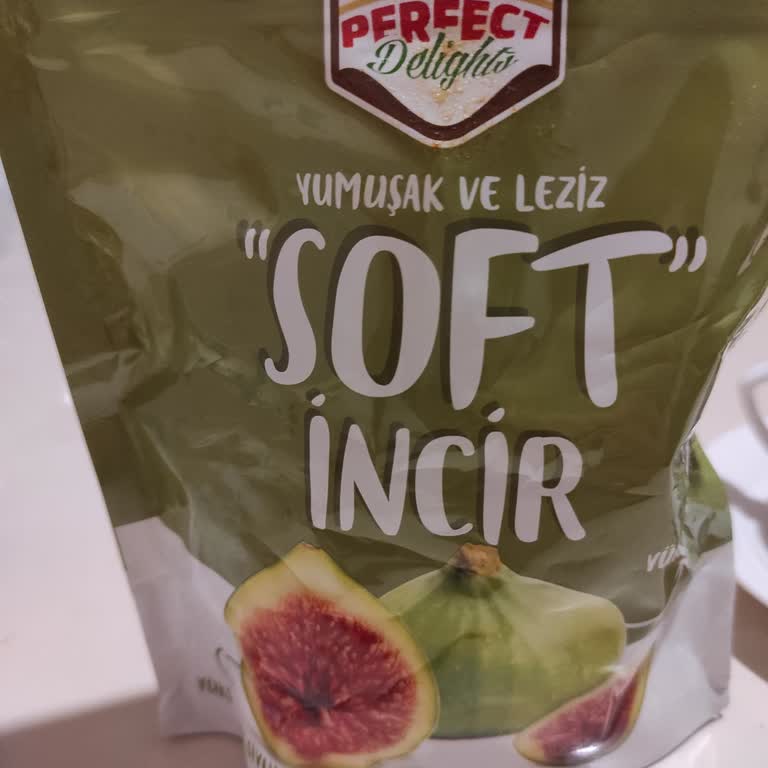 PERFECT
Delights
YUMUŞAK VE LEZİZ
"SOFT"
İNCİR